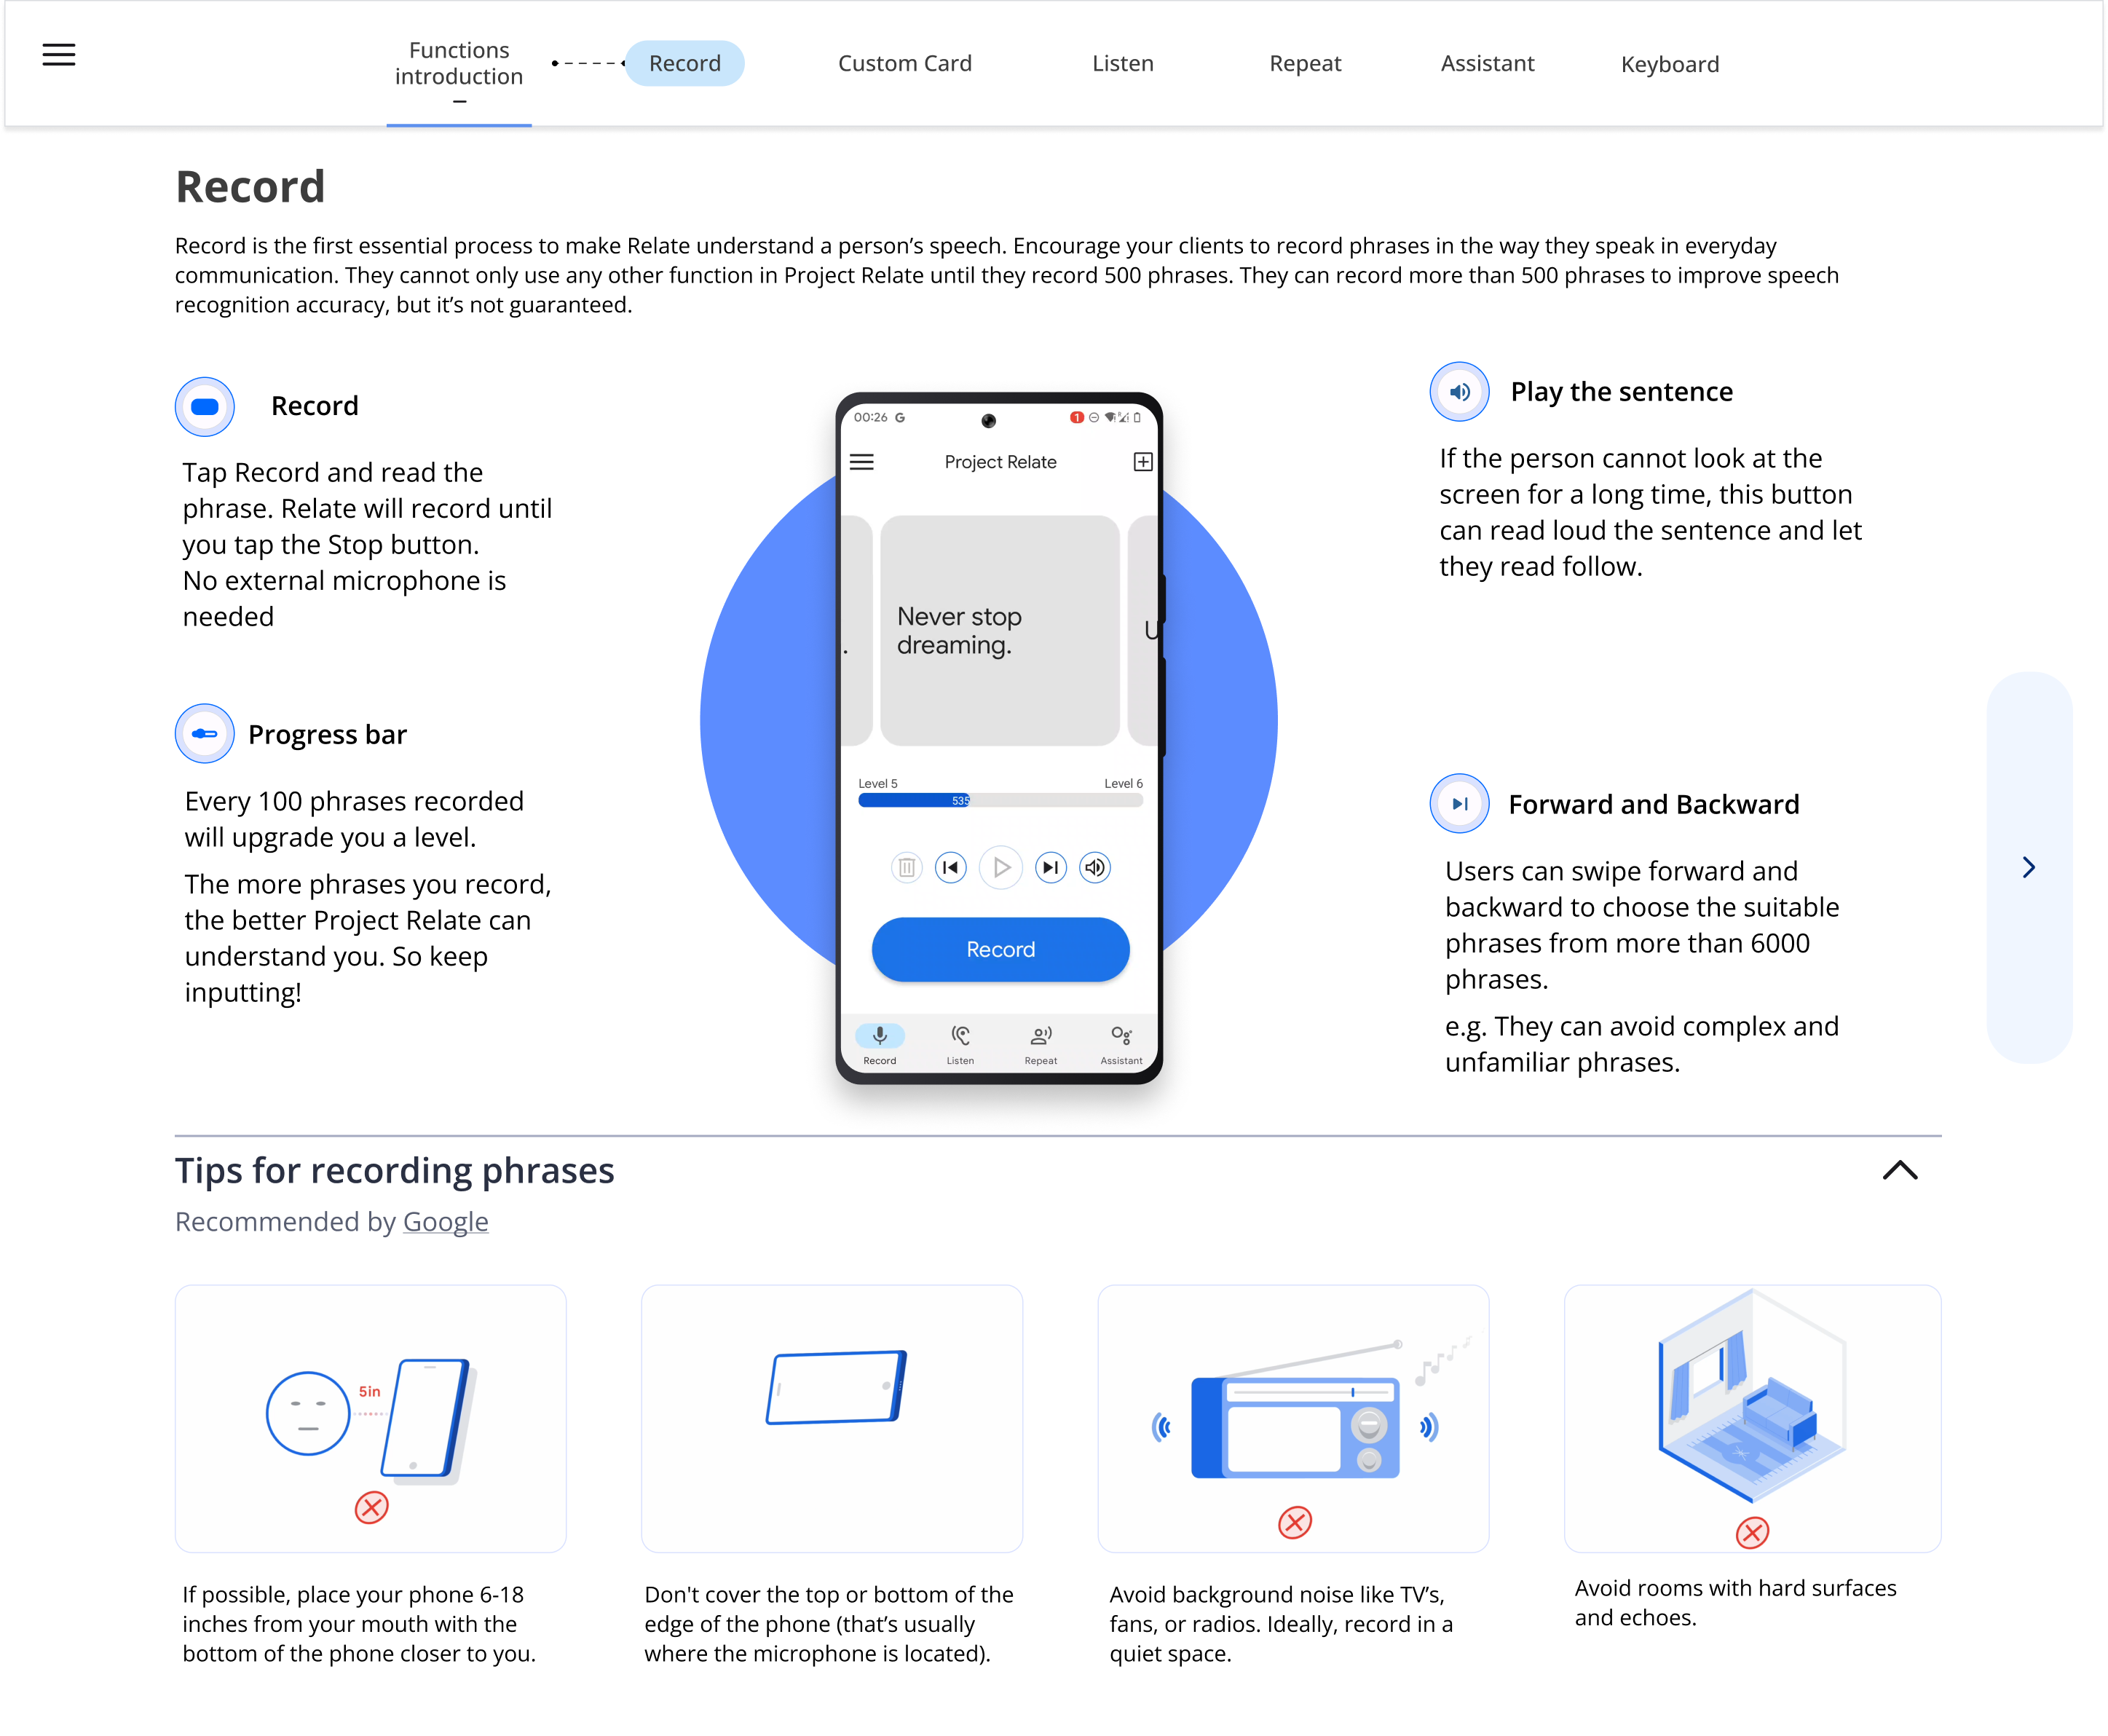 Functions
introduction
Record
Custom Card
Listen
Repeat
Assistant
Keyboard
Record
Record is the first essential process to make Relate understand a person’s speech. Encourage your clients to record phrases in the way they speak in everyday
communication. They cannot only use any other function in Project Relate until they record 500 phrases. They can record more than 500 phrases to improve speech
recognition accuracy, but it’s not guaranteed.
Record
Tap Record and read the
phrase. Relate will record until
you tap the Stop button.
No external microphone is
needed
Progress bar
Every 100 phrases recorded
will upgrade you a level.
The more phrases you record,
the better Project Relate can
understand you. So keep
inputting!
00:26 G
1
Project Relate
.
Never stop
dreaming.
U
Level 5
Level 6
535
Record
Record
Listen
Repeat
Assistant
Play the sentence
If the person cannot look at the
screen for a long time, this button
can read loud the sentence and let
they read follow.
Forward and Backward
Users can swipe forward and
backward to choose the suitable
phrases from more than 6000
phrases.
e.g. They can avoid complex and
unfamiliar phrases.
Tips for recording phrases
Recommended by Google
5in
If possible, place your phone 6-18
inches from your mouth with the
bottom of the phone closer to you.
Don't cover the top or bottom of the
edge of the phone (that’s usually
where the microphone is located).
Avoid background noise like TV’s,
fans, or radios. Ideally, record in a
quiet space.
Avoid rooms with hard surfaces
and echoes.